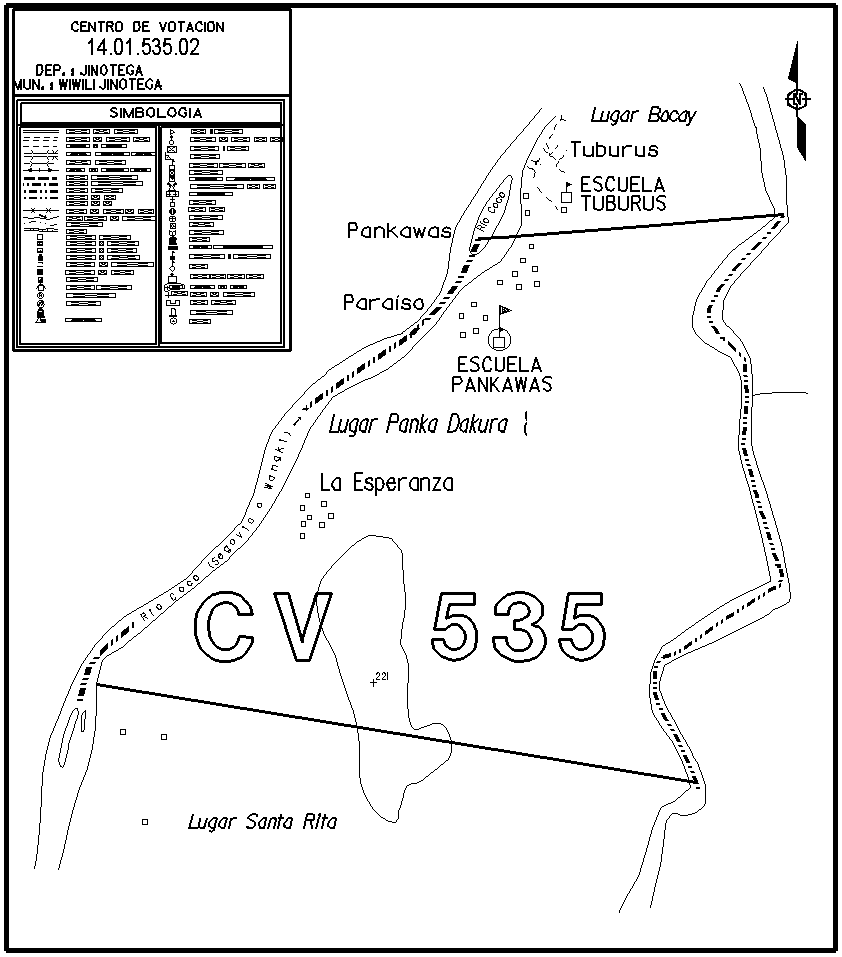 CENTRO DE VOTACION
14.01.535.02
DEP. : JINOTEGA
MUN. : WIWILI JINOTEGA
SIMBOLOGIA
N
Lugar Bocay
Tuburus
ESCUELA
TUBURUS
Río Coco
Pankawas
Paraíso
ESCUELA
PANKAWAS
Lugar Panka Dakura
La Esperanza
Río Coco (Segovia o Wangki)
CV 535
221
Lugar Santa Rita